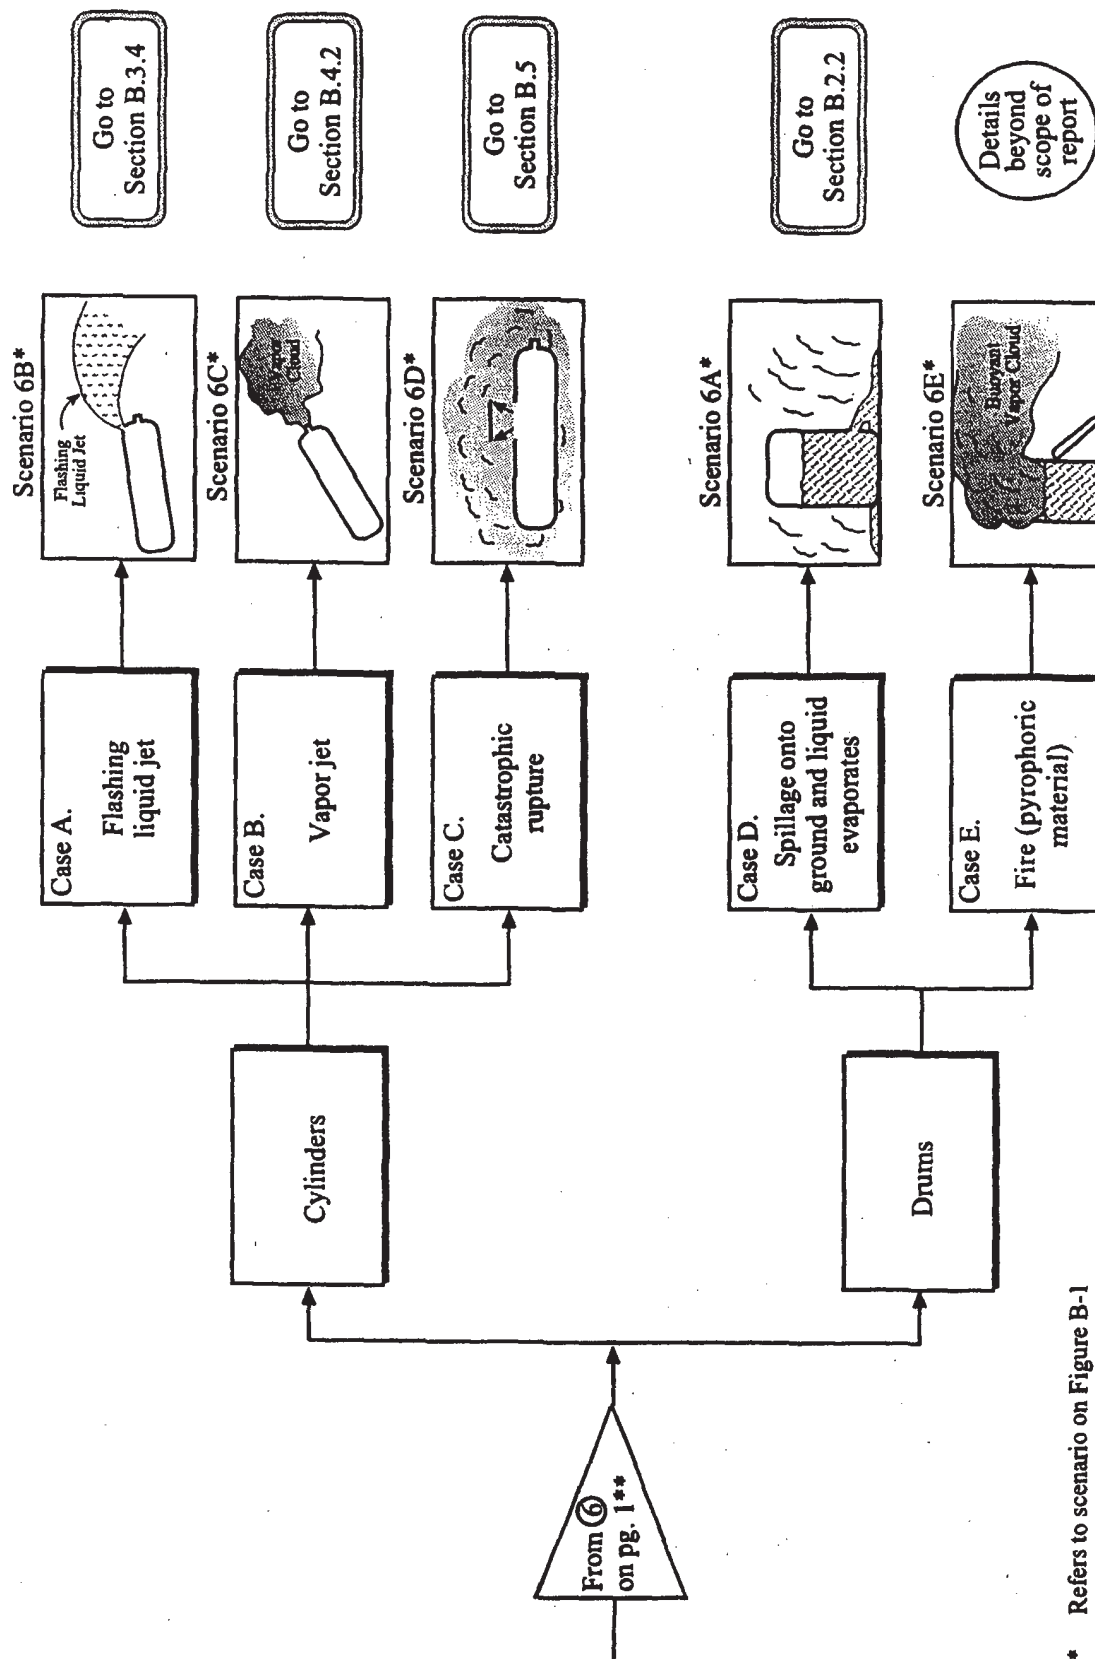 From ⑥
on pg. 1**
Cylinders
Drums
Case A.
Flashing
liquid jet
Case B.
Vapor jet
Case C.
Catastrophic
rupture
Case D.
Spillage onto
ground and liquid
evaporates
Case E.
Fire (pyrophoric
material)
Scenario 6B*
Flashing
Liquid Jet
Scenario 6C*
Vapor
Cloud
Scenario 6D*
Scenario 6A*
Scenario 6E*
Buoyant
Vapor Cloud
Go to
Section B.3.4
Go to
Section B.4.2
Go to
Section B.5
Go to
Section B.2.2
Details
beyond
scope of
report
* Refers to scenario on Figure B-1